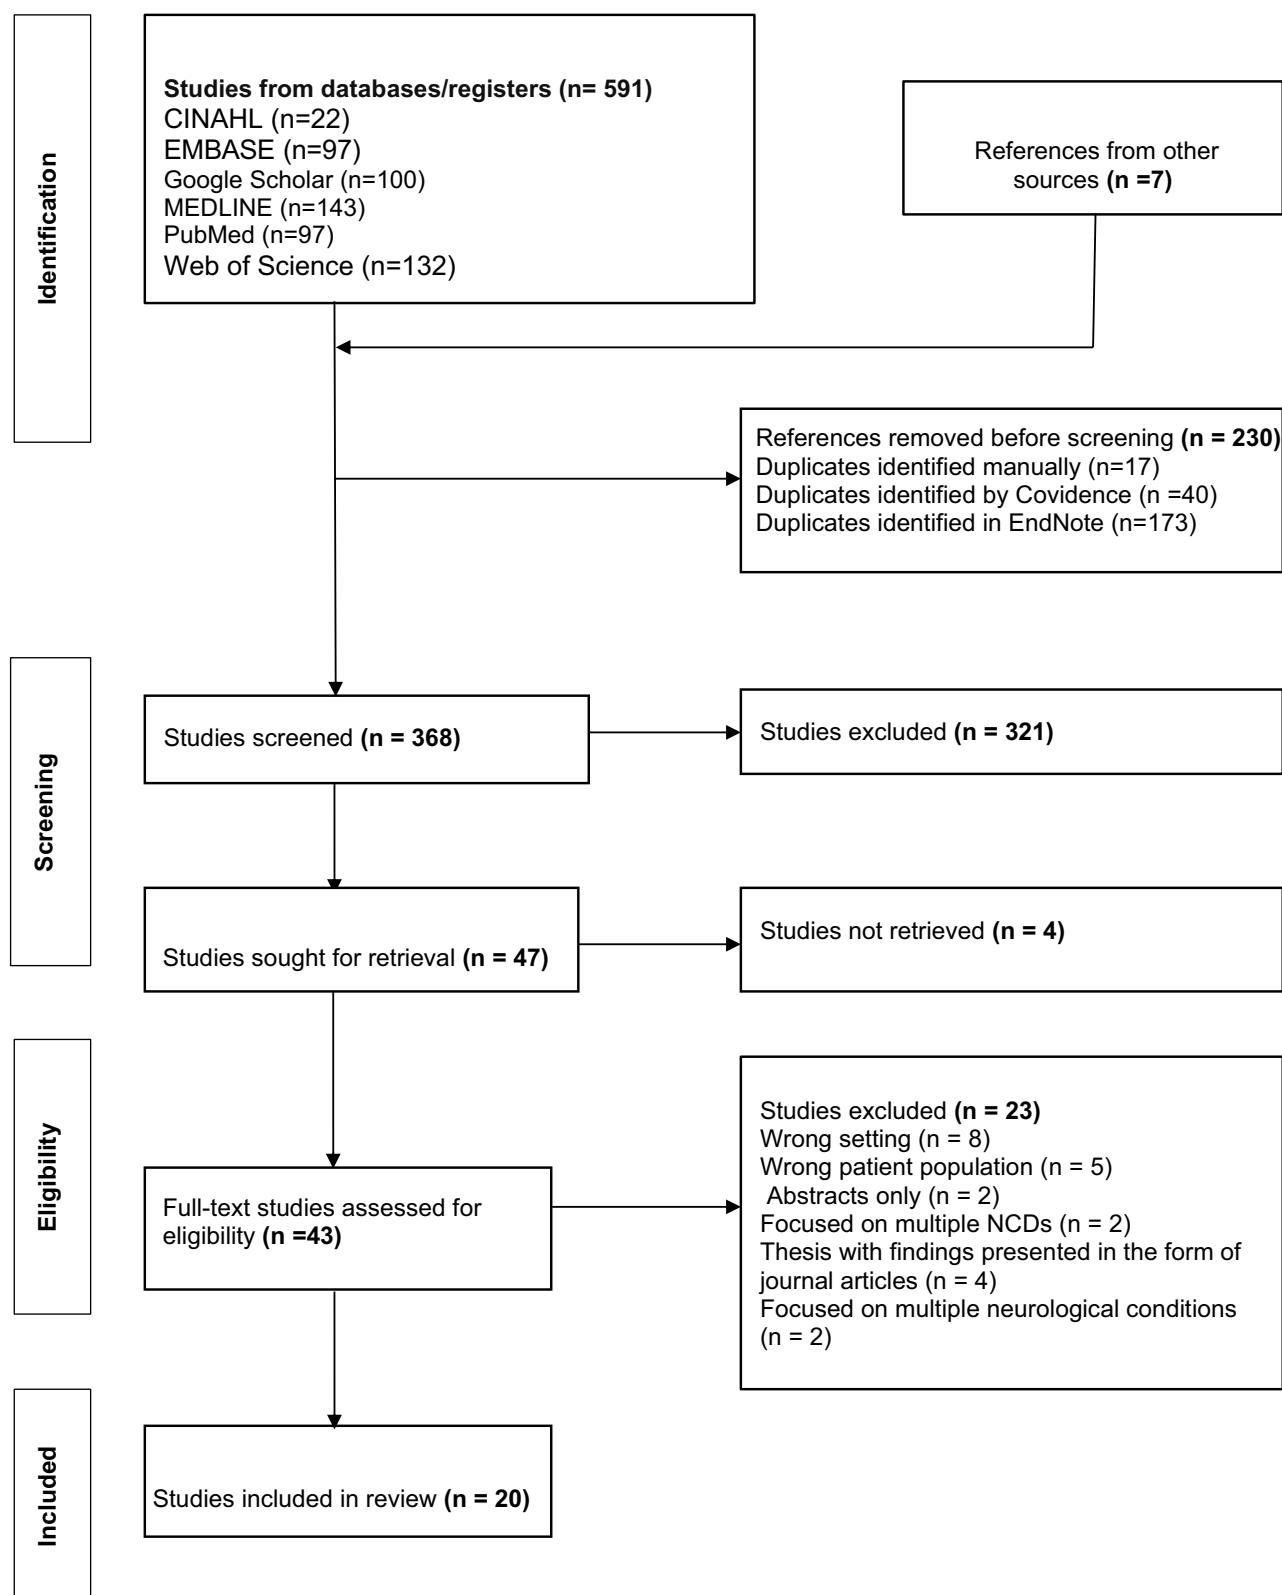 Identification
Studies from databases/registers (n= 591)
CINAHL (n=22)
EMBASE (n=97)
Google Scholar (n=100)
MEDLINE (n=143)
PubMed (n=97)
Web of Science (n=132)
References from other
sources (n =7)
References removed before screening (n = 230)
Duplicates identified manually (n=17)
Duplicates identified by Covidence (n =40)
Duplicates identified in EndNote (n=173)
Screening
Studies screened (n = 368)
Studies excluded (n = 321)
Studies sought for retrieval (n = 47)
Studies not retrieved (n = 4)
Eligibility
Full-text studies assessed for
eligibility (n =43)
Studies excluded (n = 23)
Wrong setting (n = 8)
Wrong patient population (n = 5)
Abstracts only (n = 2)
Focused on multiple NCDs (n = 2)
Thesis with findings presented in the form of
journal articles (n = 4)
Focused on multiple neurological conditions
(n = 2)
Included
Studies included in review (n = 20)